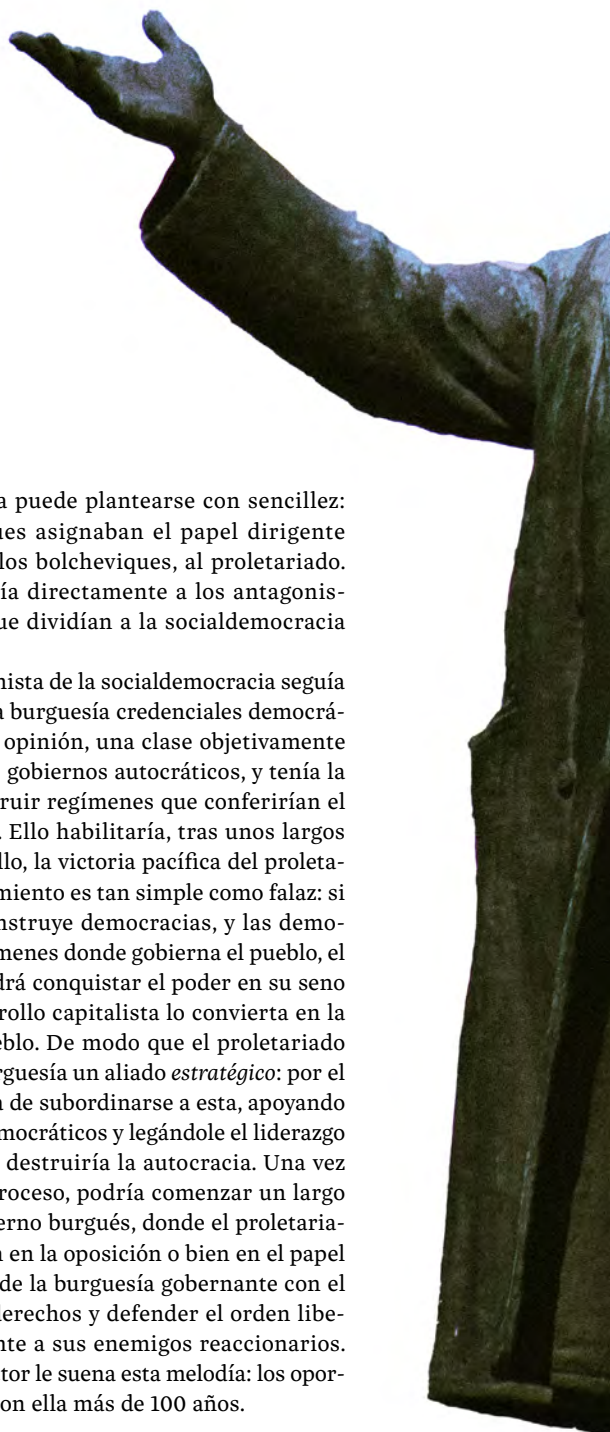 a puede plantearse con sencillez:
ues asignaban el papel dirigente
los bolcheviques, al proletariado.
ía directamente a los antagonis-
ue dividían a la socialdemocracia
nista de la socialdemocracia seguía
a burguesía credenciales democrá-
opinión, una clase objetivamente
gobiernos autocráticos, y tenía la
ruir regímenes que conferirían el
. Ello habilitaría, tras unos largos
llo, la victoria pacífica del proleta-
miento es tan simple como falaz: si
nstruye democracias, y las demo-
ímenes donde gobierna el pueblo, el
drá conquistar el poder en su seno
rrollo capitalista lo convierta en la
eblo. De modo que el proletariado
rguesía un aliado estratégico: por el
a de subordinarse a esta, apoyando
mocráticos y legándole el liderazgo
destruiría la autocracia. Una vez
roceso, podría comenzar un largo
erno burgués, donde el proletaria-
n en la oposición o bien en el papel
de la burguesía gobernante con el
derechos y defender el orden libe-
nte a sus enemigos reaccionarios.
ctor le suena esta melodía: los opor-
on ella más de 100 años.